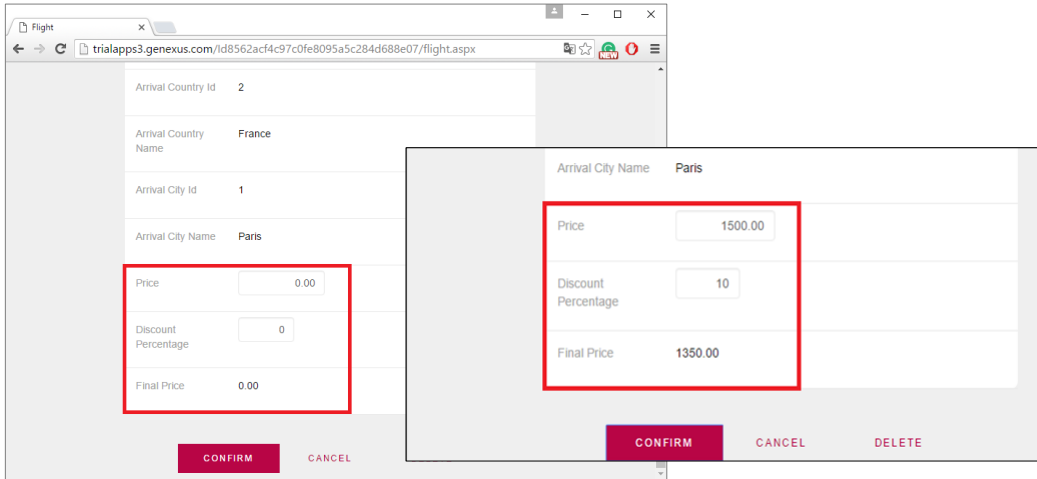 Flight
trialapps3.genexus.com/Id8562acf4c97c0fe8095a5c284d688e07/flight.aspx
NEW
Arrival Country Id 2
Arrival Country
Name
France
Arrival City Id 1
Arrival City Name Paris
Price 0.00
Discount
Percentage
0
Final Price 0.00
CONFIRM CANCEL
Arrival City Name Paris
Price 1500.00
Discount
Percentage
10
Final Price 1350.00
CONFIRM CANCEL DELETE